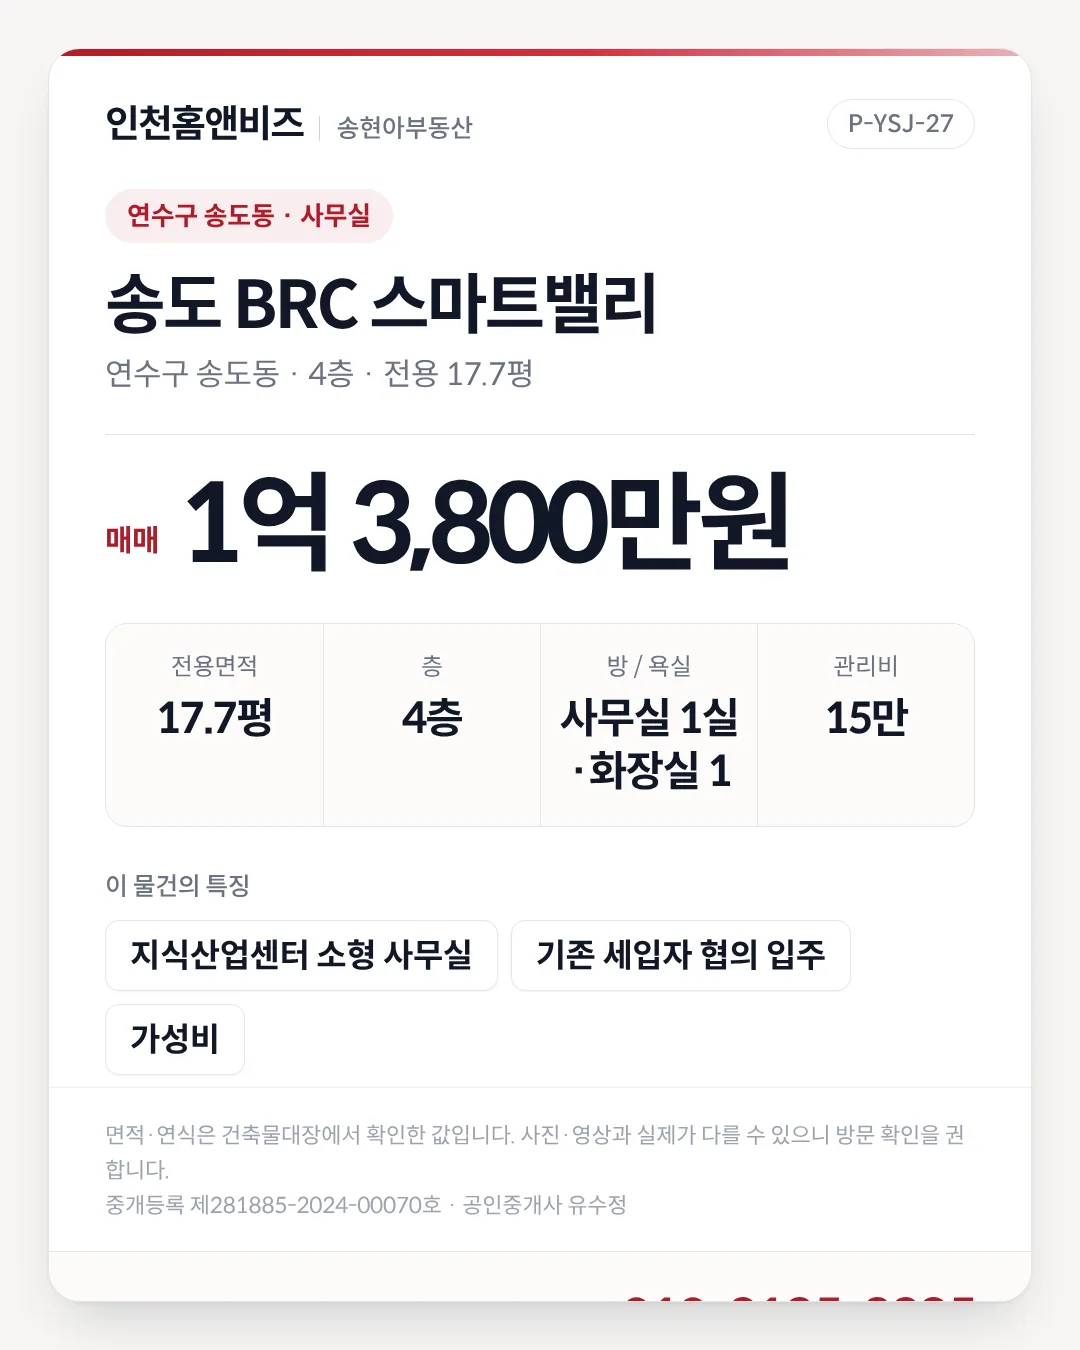 인천홈앤비즈 | 송현아부동산
P-YSJ-27
연수구 송도동 · 사무실
송도 BRC 스마트밸리
연수구 송도동 · 4층 · 전용 17.7평
매매 1억 3,800만원
전용면적
17.7평
층
4층
방 / 욕실
사무실 1실
·화장실 1
관리비
15만
이 물건의 특징
지식산업센터 소형 사무실
기존 세입자 협의 입주
가성비
면적·연식은 건축물대장에서 확인한 값입니다. 사진·영상과 실제가 다를 수 있으니 방문 확인을 권
합니다.
중개등록 제281885-2024-00070호 · 공인중개사 유수정